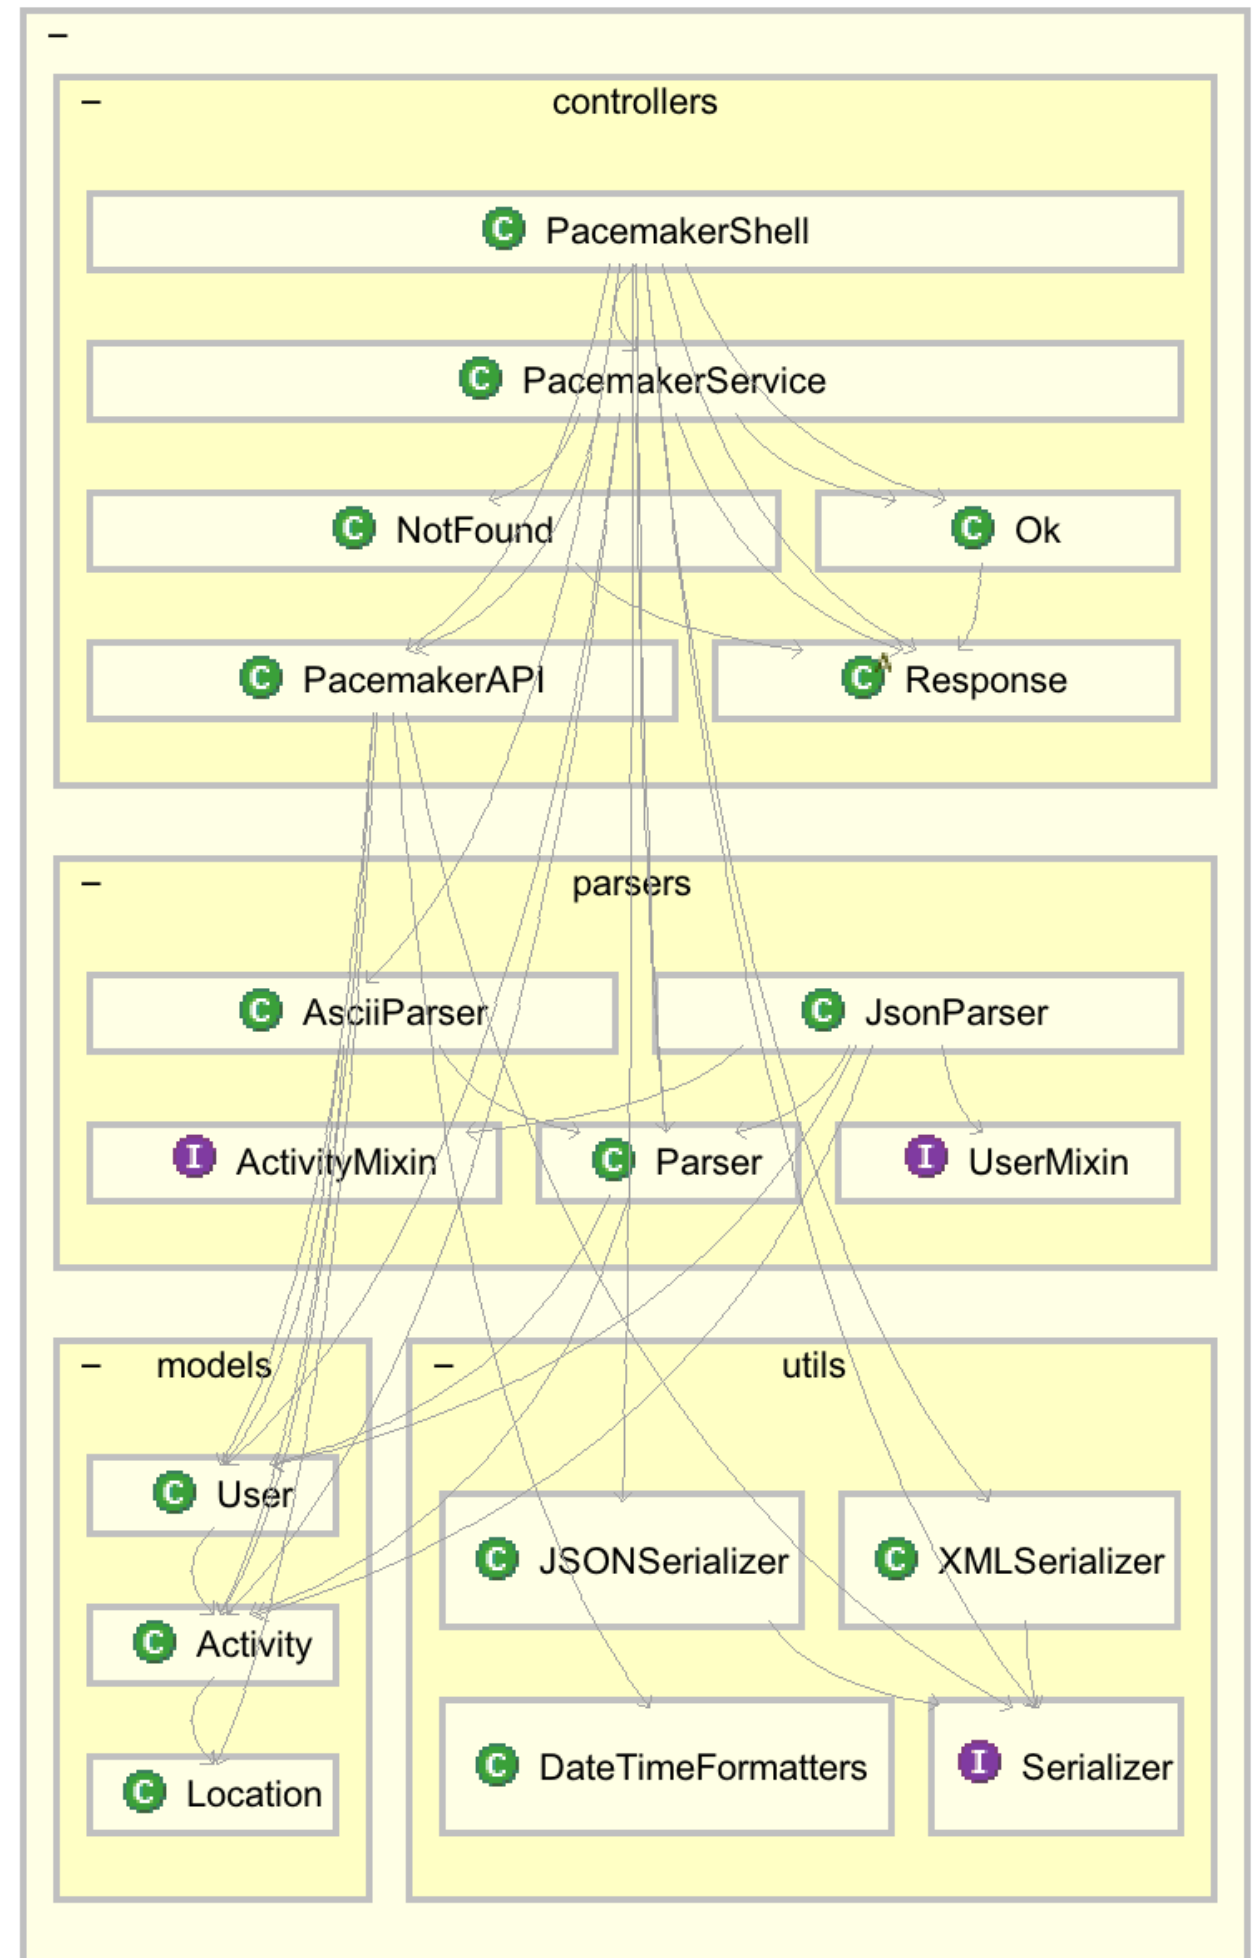 –
– controllers
C PacemakerShell
C PacemakerService
C NotFound
C Ok
C PacemakerAPI
C A Response
– parsers
C AsciiParser
C JsonParser
I ActivityMixin
C Parser
I UserMixin
– models
– utils
C User
C JSONSerializer
C XMLSerializer
C Activity
C DateTimeFormatters
I Serializer
C Location